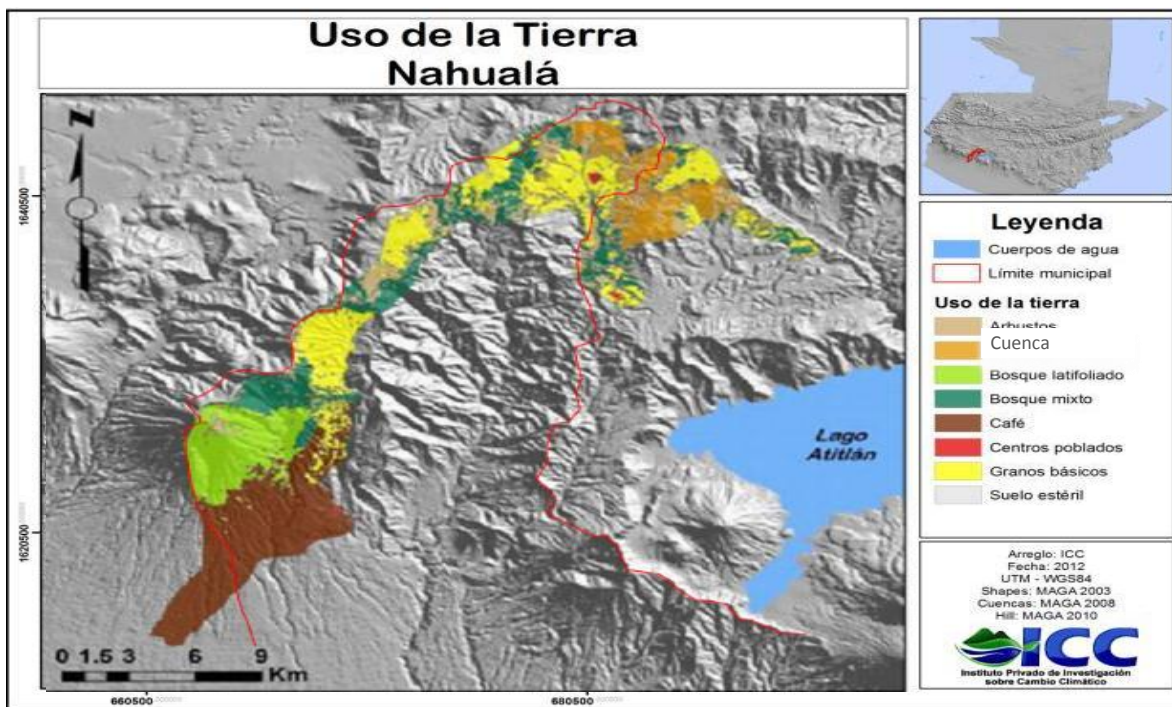 Uso de la Tierra
Nahualá
N
1640500
1620500
Lago
Atitlán
0 1.5 3 6 9
Km
660500
680500
Leyenda
Cuerpos de agua
Límite municipal
Uso de la tierra
Arbustos
Cuenca
Bosque latifoliado
Bosque mixto
Café
Centros poblados
Granos básicos
Suelo estéril
Arreglo: ICC
Fecha: 2012
UTM - WGS84
Shapes: MAGA 2003
Cuencas: MAGA 2008
Hill: MAGA 2010
ICC
Instituto Privado de Investigación
sobre Cambio Climático